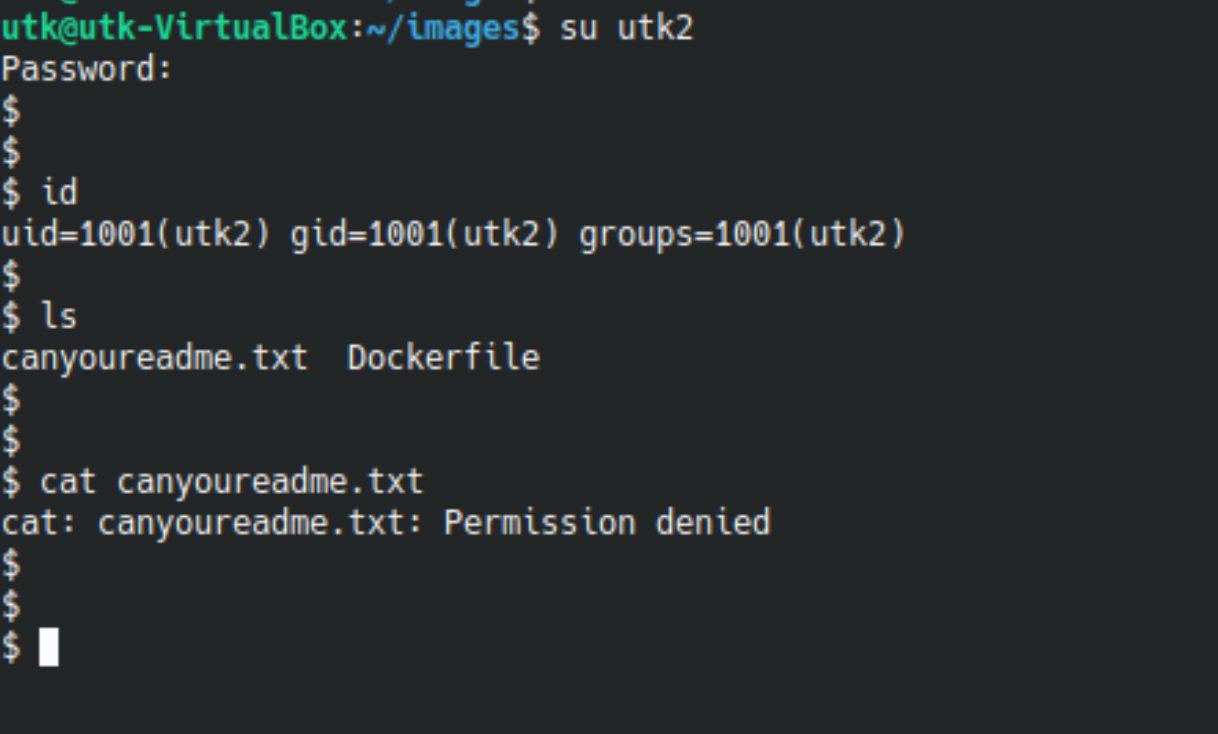 utk@utk-VirtualBox:~/images$ su utk2
Password:
$
$
$ id
uid=1001(utk2) gid=1001(utk2) groups=1001(utk2)
$
$ ls
canyoureadme.txt  Dockerfile
$
$
$ cat canyoureadme.txt
cat: canyoureadme.txt: Permission denied
$
$
$